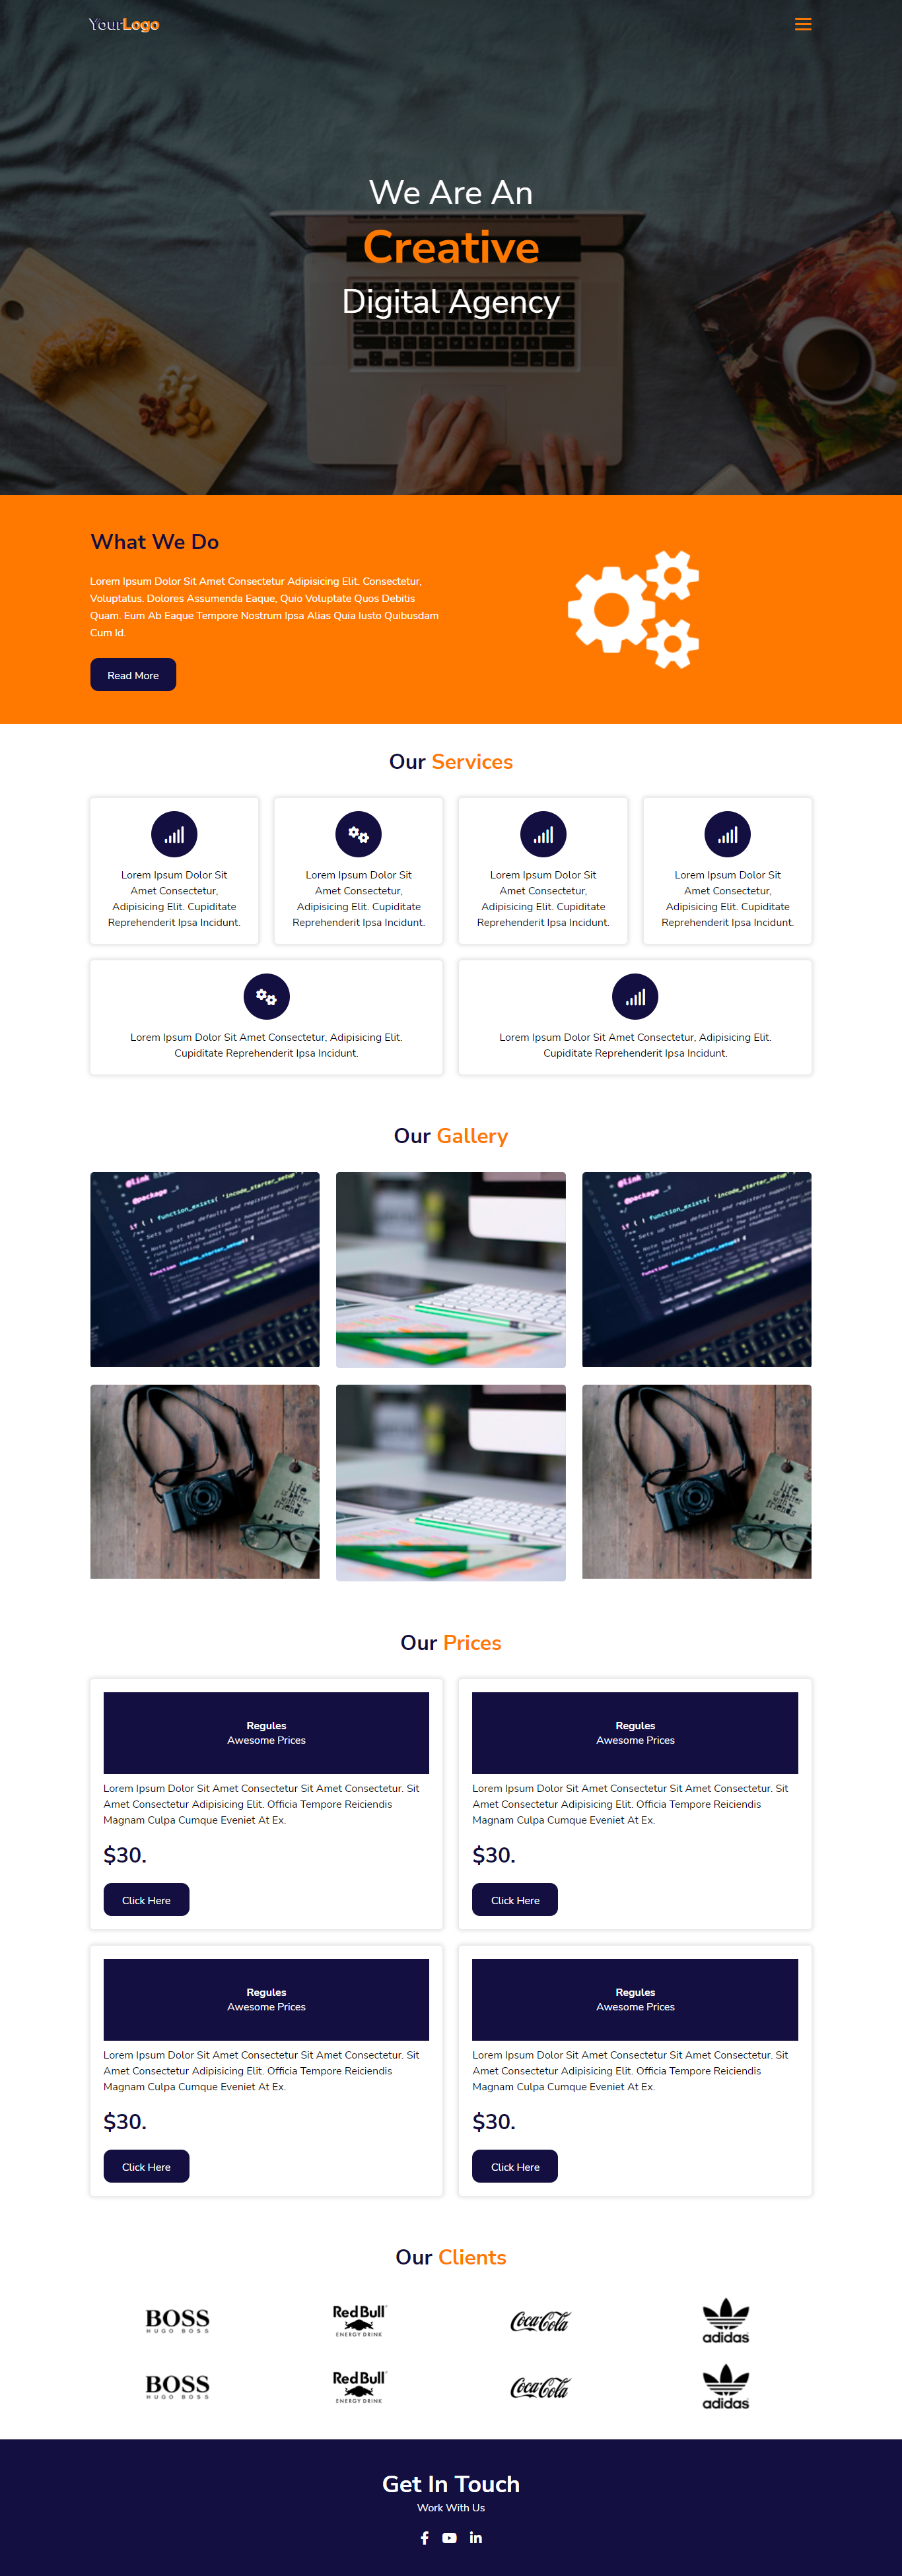 YourLogo
We Are An
Creative
Digital Agency
What We Do
Lorem Ipsum Dolor Sit Amet Consectetur Adipisicing Elit. Consectetur,
Voluptatus. Dolores Assumenda Eaque, Quio Voluptate Quos Debitis
Quam. Eum Ab Eaque Tempore Nostrum Ipsa Alias Quia Iusto Quibusdam
Cum Id.
Read More
Our Services
Lorem Ipsum Dolor Sit
Amet Consectetur,
Adipisicing Elit. Cupiditate
Reprehenderit Ipsa Incidunt.
Lorem Ipsum Dolor Sit
Amet Consectetur,
Adipisicing Elit. Cupiditate
Reprehenderit Ipsa Incidunt.
Lorem Ipsum Dolor Sit
Amet Consectetur,
Adipisicing Elit. Cupiditate
Reprehenderit Ipsa Incidunt.
Lorem Ipsum Dolor Sit
Amet Consectetur,
Adipisicing Elit. Cupiditate
Reprehenderit Ipsa Incidunt.
Lorem Ipsum Dolor Sit Amet Consectetur, Adipisicing Elit.
Cupiditate Reprehenderit Ipsa Incidunt.
Lorem Ipsum Dolor Sit Amet Consectetur, Adipisicing Elit.
Cupiditate Reprehenderit Ipsa Incidunt.
Our Gallery
Our Prices
Regules
Awesome Prices
Lorem Ipsum Dolor Sit Amet Consectetur Sit Amet Consectetur. Sit
Amet Consectetur Adipisicing Elit. Officia Tempore Reiciendis
Magnam Culpa Cumque Eveniet At Ex.
$30.
Click Here
Regules
Awesome Prices
Lorem Ipsum Dolor Sit Amet Consectetur Sit Amet Consectetur. Sit
Amet Consectetur Adipisicing Elit. Officia Tempore Reiciendis
Magnam Culpa Cumque Eveniet At Ex.
$30.
Click Here
Regules
Awesome Prices
Lorem Ipsum Dolor Sit Amet Consectetur Sit Amet Consectetur. Sit
Amet Consectetur Adipisicing Elit. Officia Tempore Reiciendis
Magnam Culpa Cumque Eveniet At Ex.
$30.
Click Here
Regules
Awesome Prices
Lorem Ipsum Dolor Sit Amet Consectetur Sit Amet Consectetur. Sit
Amet Consectetur Adipisicing Elit. Officia Tempore Reiciendis
Magnam Culpa Cumque Eveniet At Ex.
$30.
Click Here
Our Clients
BOSS
HUGO BOSS
Red Bull
ENERGY DRINK
Coca-Cola
adidas
BOSS
HUGO BOSS
Red Bull
ENERGY DRINK
Coca-Cola
adidas
Get In Touch
Work With Us